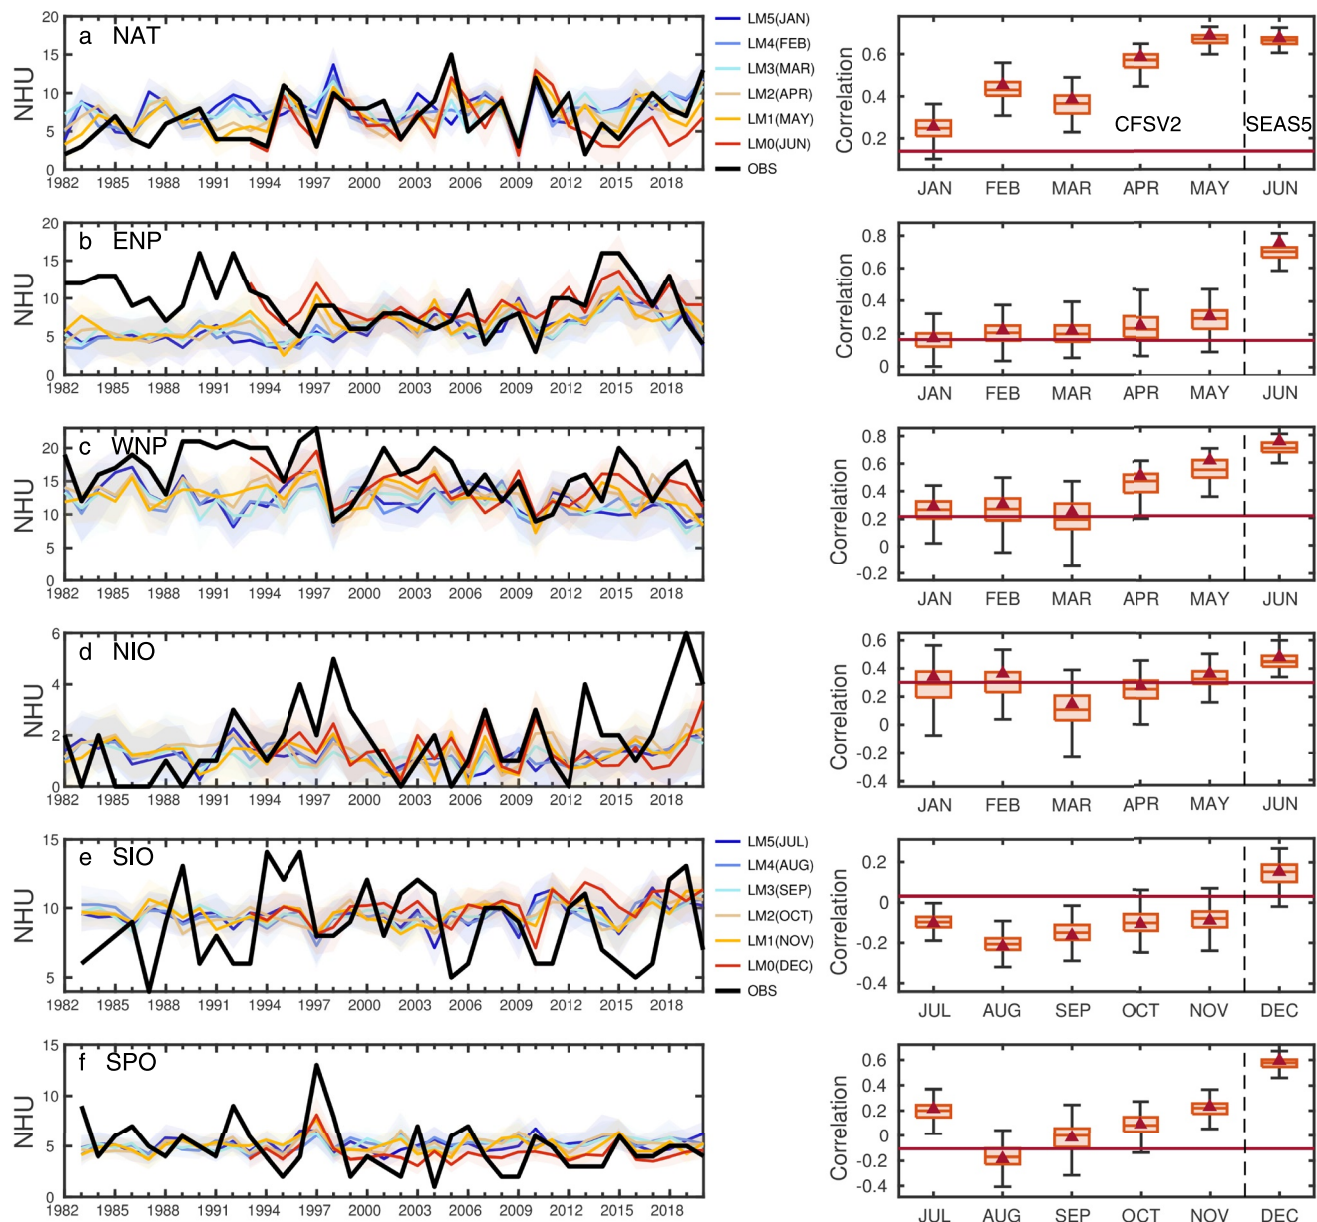 a NAT
NHU
20
15
10
5
0
1982 1985 1988 1991 1994 1997 2000 2003 2006 2009 2012 2015 2018
LM5(JAN)
LM4(FEB)
LM3(MAR)
LM2(APR)
LM1(MAY)
LM0(JUN)
OBS
Correlation
0.6
0.4
0.2
CFSV2 SEAS5
JAN FEB MAR APR MAY JUN
b ENP
NHU
20
15
10
5
0
1982 1985 1988 1991 1994 1997 2000 2003 2006 2009 2012 2015 2018
Correlation
0.8
0.6
0.4
0.2
0
JAN FEB MAR APR MAY JUN
c WNP
NHU
20
15
10
5
0
1982 1985 1988 1991 1994 1997 2000 2003 2006 2009 2012 2015 2018
Correlation
0.8
0.6
0.4
0.2
0
-0.2
JAN FEB MAR APR MAY JUN
d NIO
NHU
6
4
2
0
1982 1985 1988 1991 1994 1997 2000 2003 2006 2009 2012 2015 2018
Correlation
0.6
0.4
0.2
0
-0.2
-0.4
JAN FEB MAR APR MAY JUN
e SIO
NHU
15
10
5
1982 1985 1988 1991 1994 1997 2000 2003 2006 2009 2012 2015 2018
LM5(JUL)
LM4(AUG)
LM3(SEP)
LM2(OCT)
LM1(NOV)
LM0(DEC)
OBS
Correlation
0.2
0
-0.2
-0.4
JUL AUG SEP OCT NOV DEC
f SPO
NHU
15
10
5
0
1982 1985 1988 1991 1994 1997 2000 2003 2006 2009 2012 2015 2018
Correlation
0.6
0.4
0.2
0
-0.2
-0.4
JUL AUG SEP OCT NOV DEC